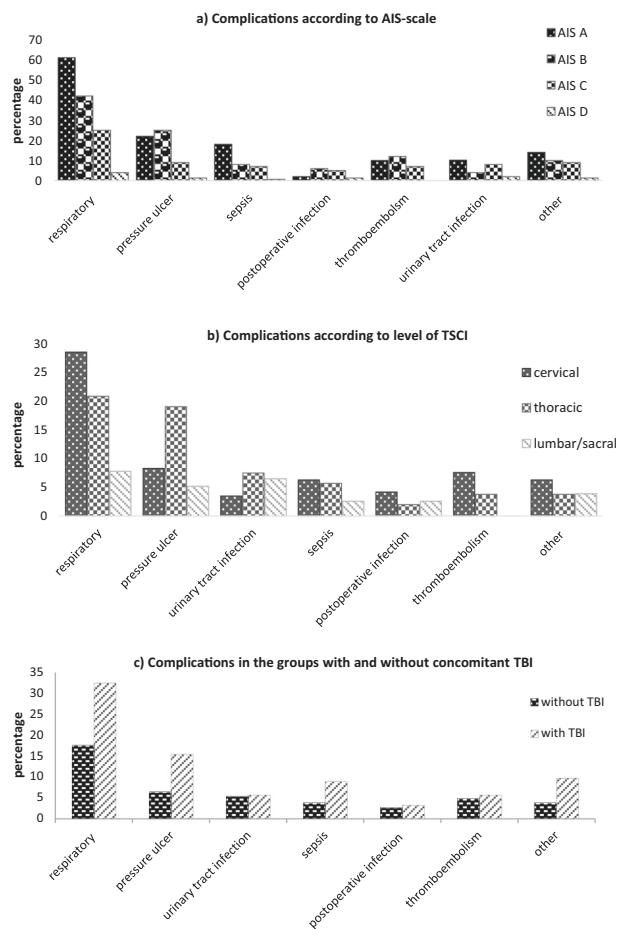 a) Complications according to AIS-scale
percentage
70
60
50
40
30
20
10
0
AIS A
AIS B
AIS C
AIS D
respiratory
pressure ulcer
sepsis
postoperative infection
thromboembolsm
urinary tract infection
other
b) Complications according to level of TSCI
percentage
30
25
20
15
10
5
0
cervical
thoracic
lumbar/sacral
respiratory
pressure ulcer
urinary tract infection
sepsis
postoperative infection
thromboembolism
other
c) Complications in the groups with and without concomitant TBI
percentage
35
30
25
20
15
10
5
0
without TBI
with TBI
respiratory
pressure ulcer
urinary tract infection
sepsis
postoperative infection
thromboembolism
other